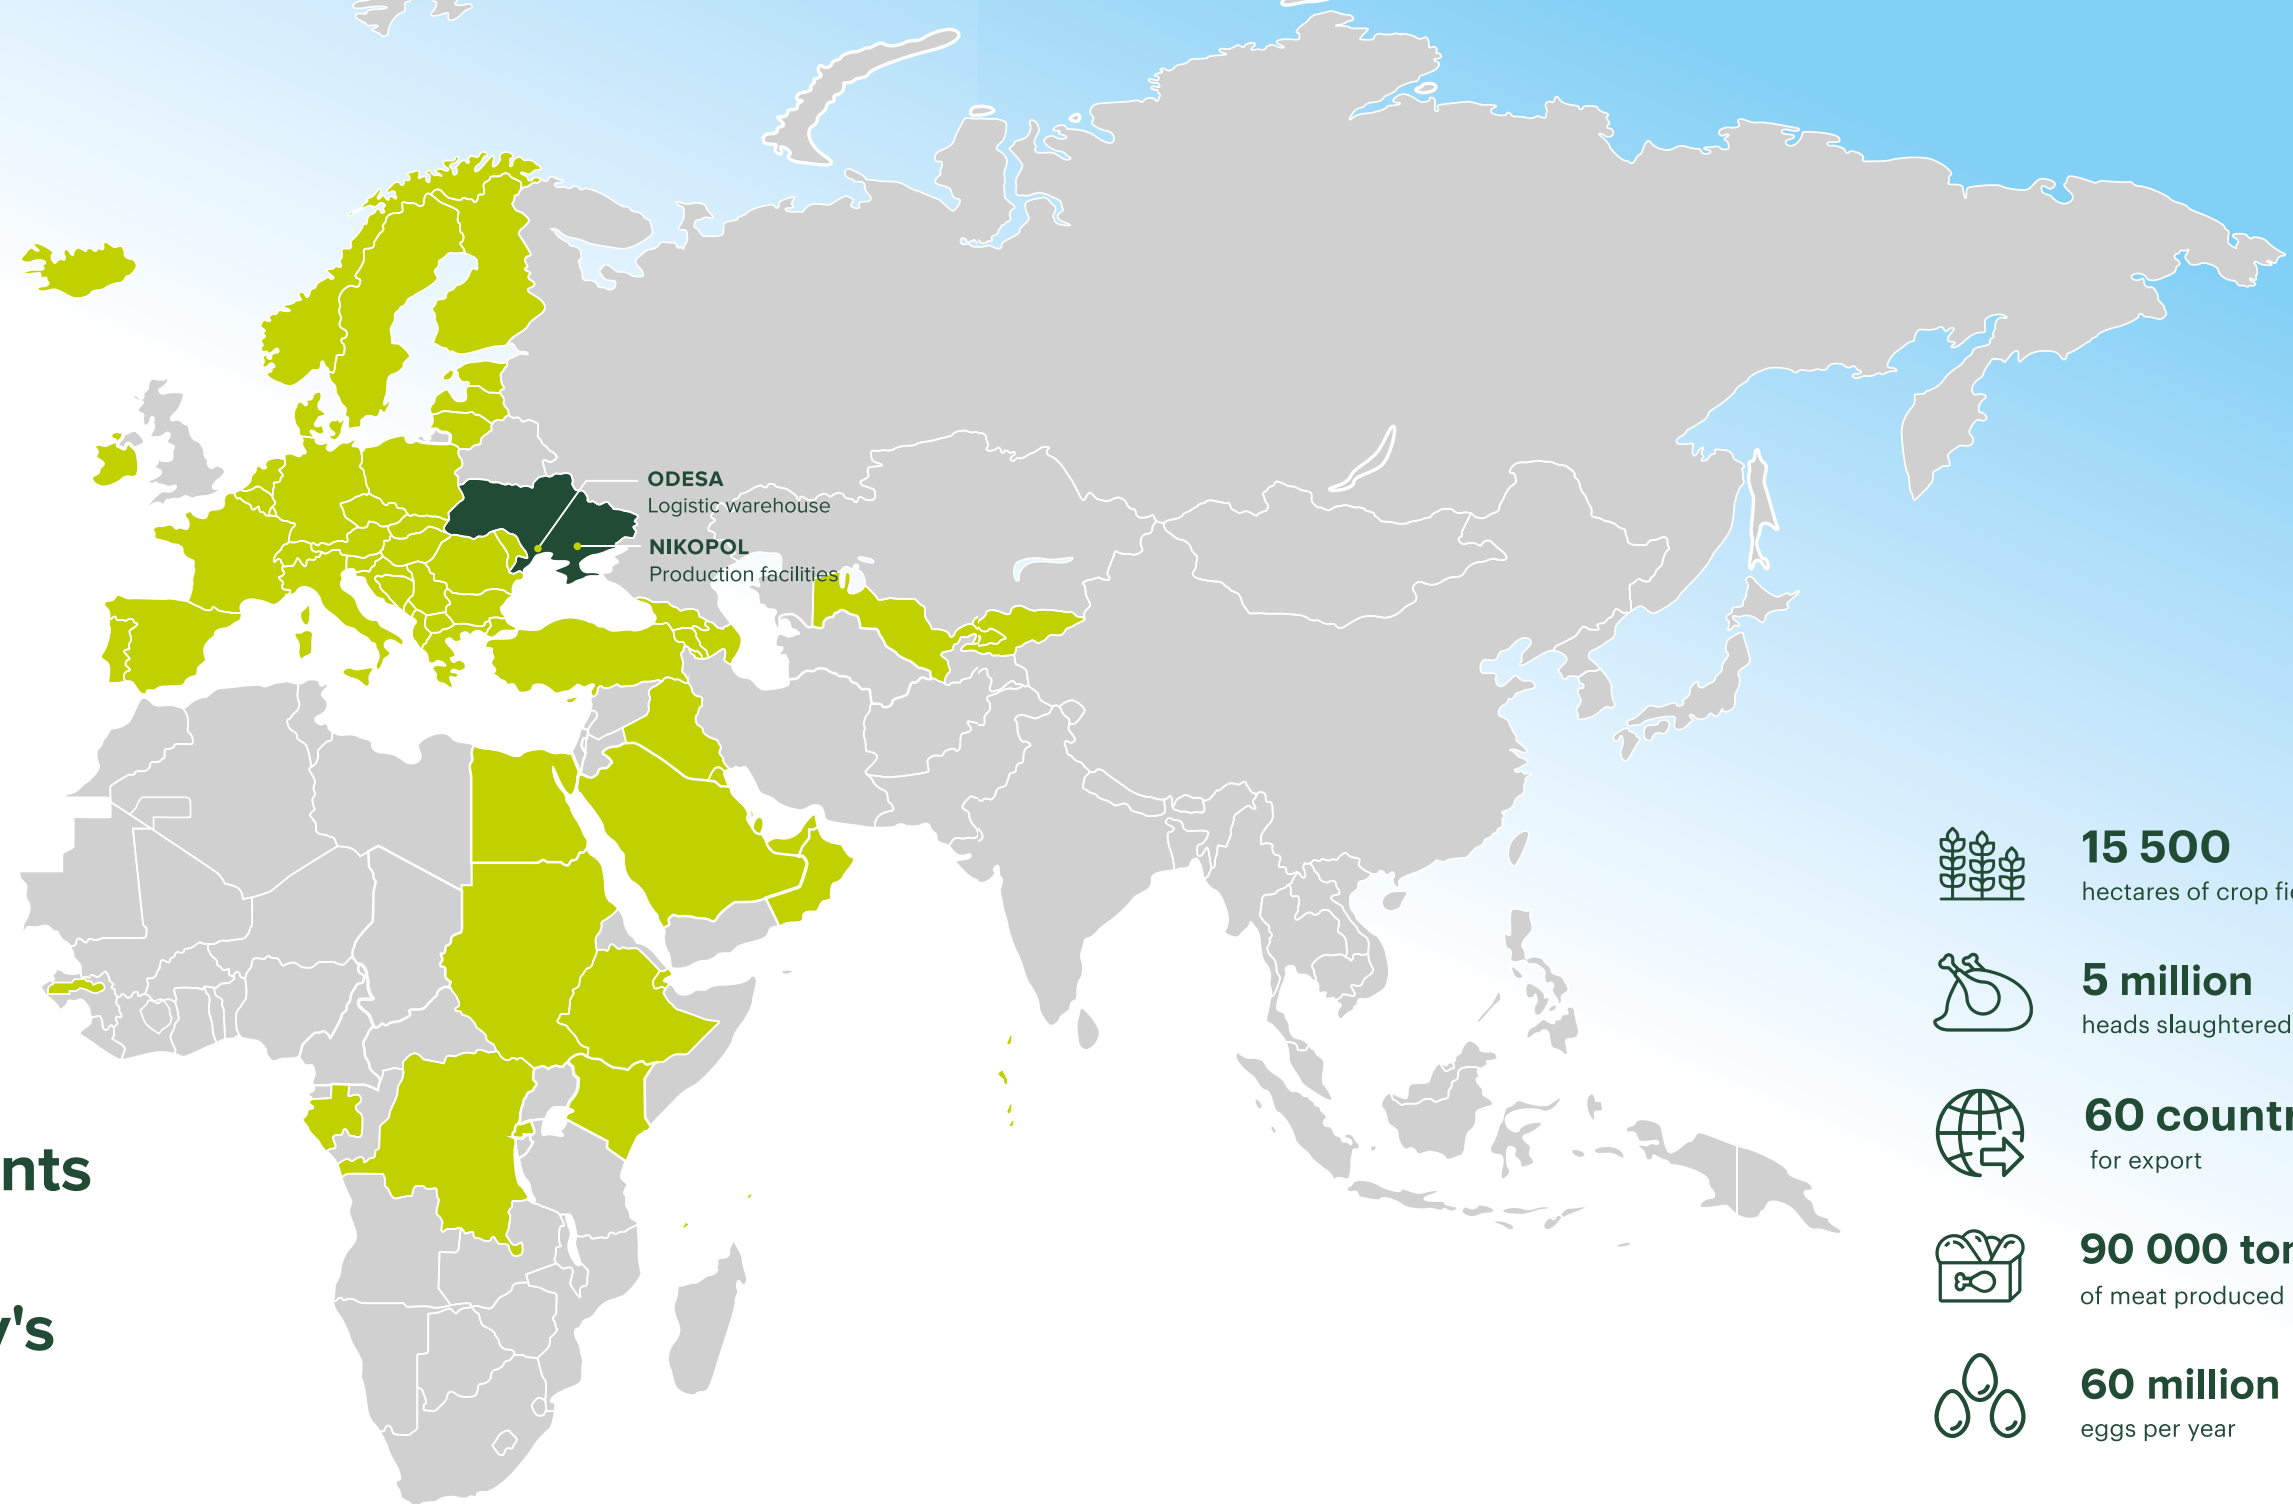 ODESA
Logistic warehouse
NIKOPOL
Production facilities
15 500
hectares of crop
5 million
heads slaughtered
60
for export
90 000
of meat produced
60 million
eggs per year